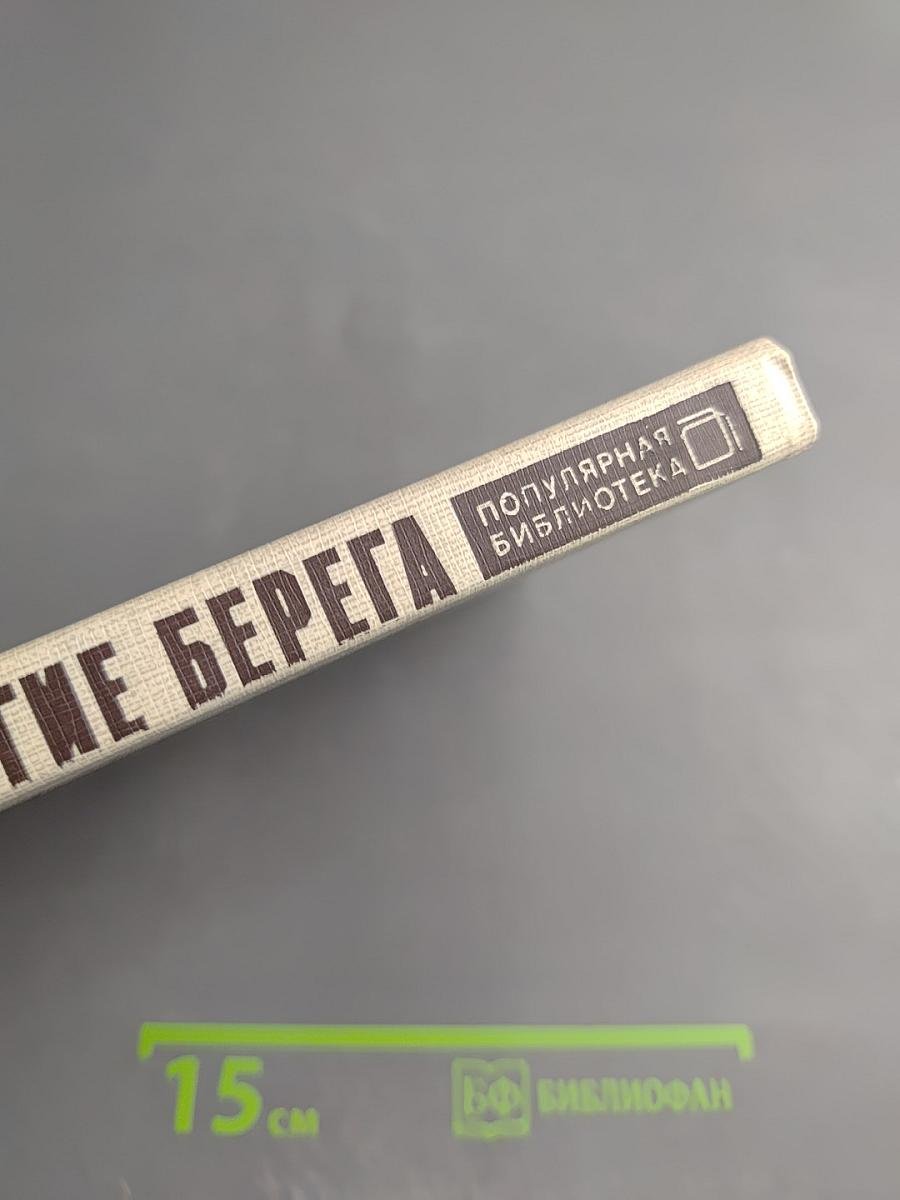 ТИЕ БЕРЕГА
ПОПУЛЯРНАЯ
БИБЛИОТЕКА
15 см
БФ БИБЛИОФАН